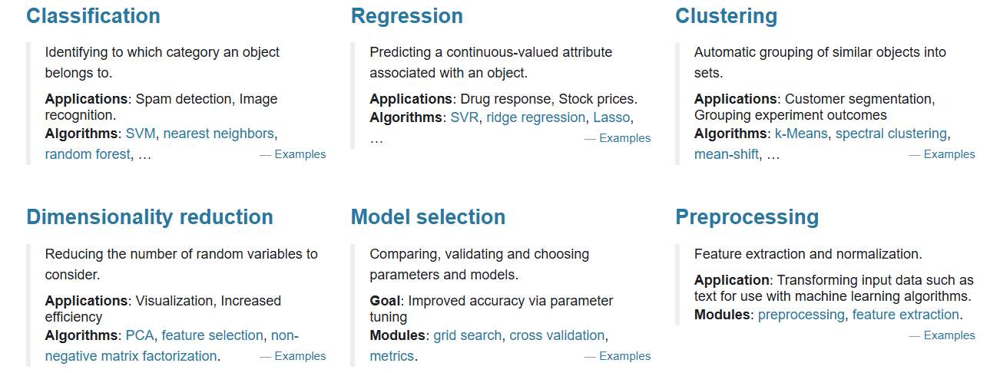 Classification
Identifying to which category an object
belongs to.
Applications: Spam detection, Image
recognition.
Algorithms: SVM, nearest neighbors,
random forest, … — Examples
Regression
Predicting a continuous-valued attribute
associated with an object.
Applications: Drug response, Stock prices.
Algorithms: SVR, ridge regression, Lasso,
… — Examples
Clustering
Automatic grouping of similar objects into
sets.
Applications: Customer segmentation,
Grouping experiment outcomes
Algorithms: k-Means, spectral clustering,
mean-shift, … — Examples
Dimensionality reduction
Reducing the number of random variables to
consider.
Applications: Visualization, Increased
efficiency
Algorithms: PCA, feature selection, non-
negative matrix factorization. — Examples
Model selection
Comparing, validating and choosing
parameters and models.
Goal: Improved accuracy via parameter
tuning
Modules: grid search, cross validation,
metrics. — Examples
Preprocessing
Feature extraction and normalization.
Application: Transforming input data such as
text for use with machine learning algorithms.
Modules: preprocessing, feature extraction.
— Examples